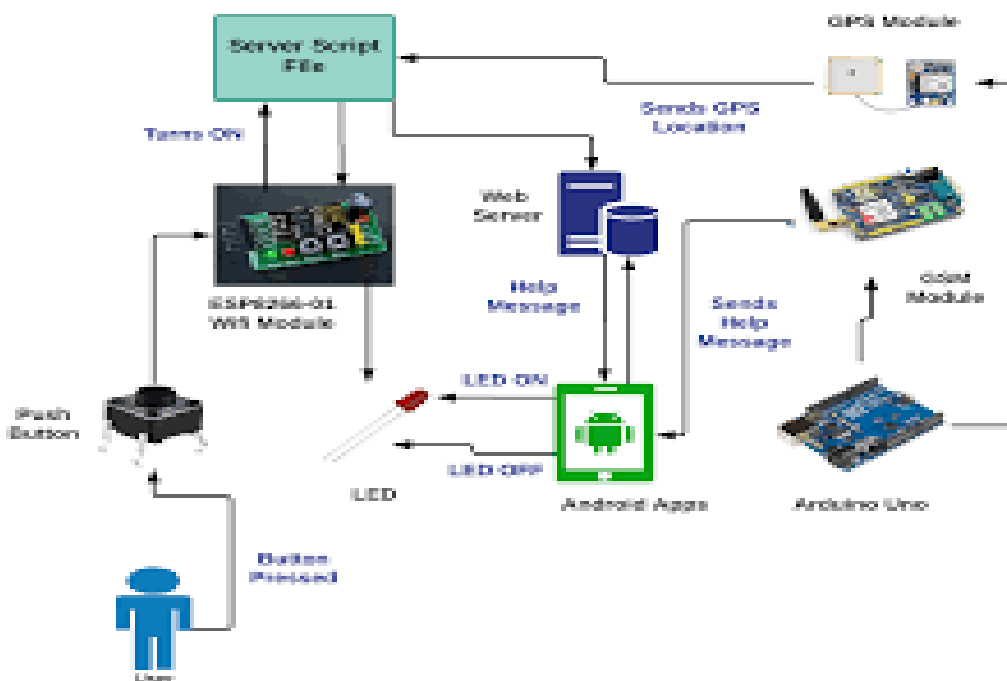 GPS Module
Server Script
File
Sends GPS
Location
Turns ON
Web
Server
ESP8266-01
Wifi Module
Help
Message
Sends
Help
Message
GSM
Module
LED ON
Push
Button
LED OFF
LED
Android Apps
Arduino Uno
Button
Pressed
User